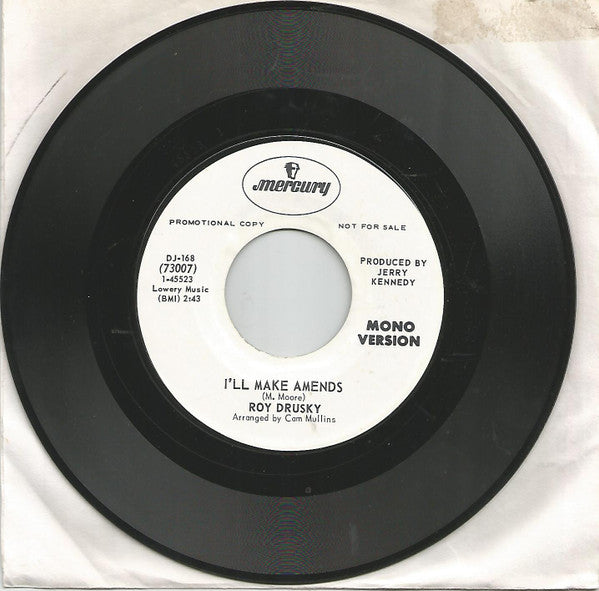 mercury
PROMOTIONAL COPY
NOT FOR SALE
DJ-168
(73007)
1-45523
Lowery Music
(BMI) 2:43
PRODUCED BY
JERRY
KENNEDY
MONO
VERSION
I'LL MAKE AMENDS
(M. Moore)
ROY DRUSKY
Arranged by Cam Mullins